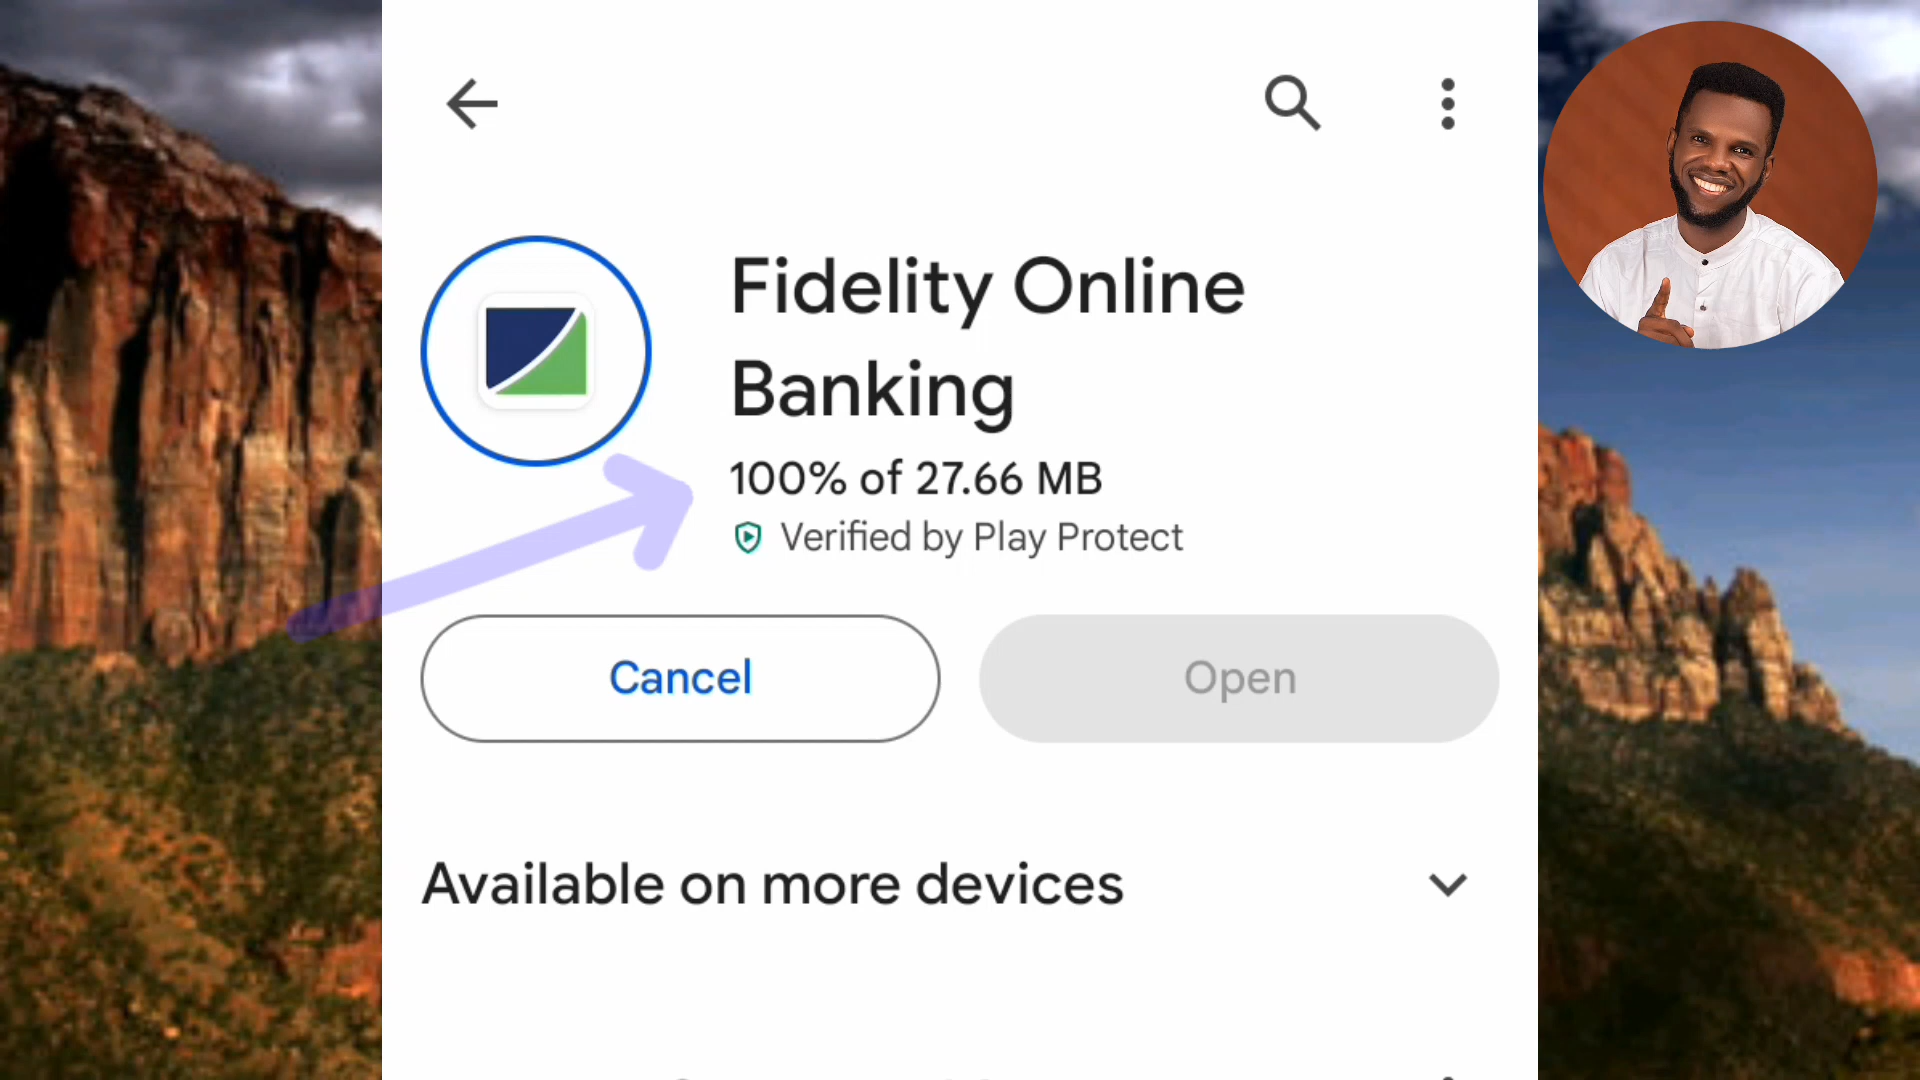 Fidelity Online
Banking
100% of 27.66 MB
Verified by Play Protect
Cancel
Open
Available on more devices